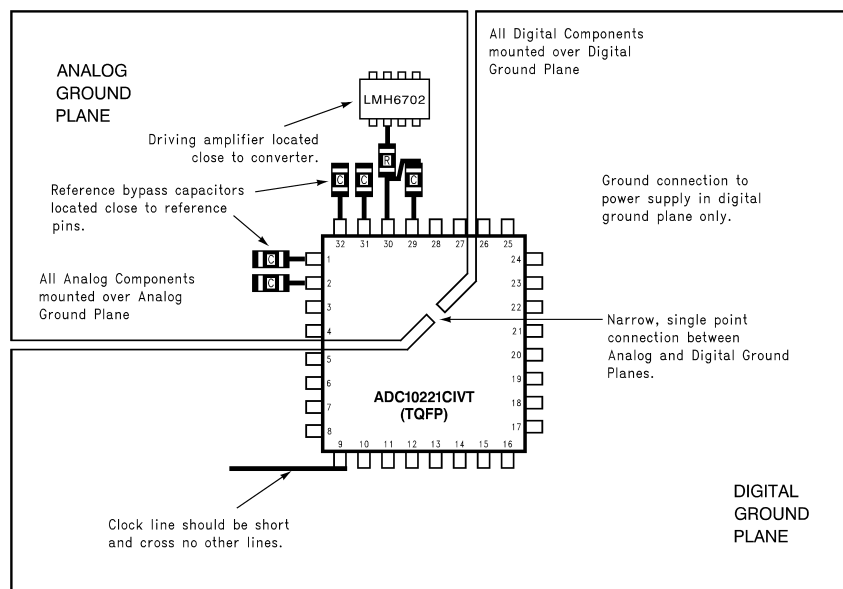 All Digital Components
mounted over Digital
Ground Plane
ANALOG
GROUND
PLANE
LMH6702
Driving amplifier located
close to converter.
R
C
C
C
Reference bypass capacitors
located close to reference
pins.
Ground connection to
power supply in digital
ground plane only.
32
31
30
29
28
27
26
25
C
C
1
2
3
4
5
6
7
8
24
23
22
21
20
19
18
17
All Analog Components
mounted over Analog
Ground Plane
Narrow, single point
connection between
Analog and Digital Ground
Planes.
ADC10221CIVT
(TQFP)
9
10
11
12
13
14
15
16
Clock line should be short
and cross no other lines.
DIGITAL
GROUND
PLANE